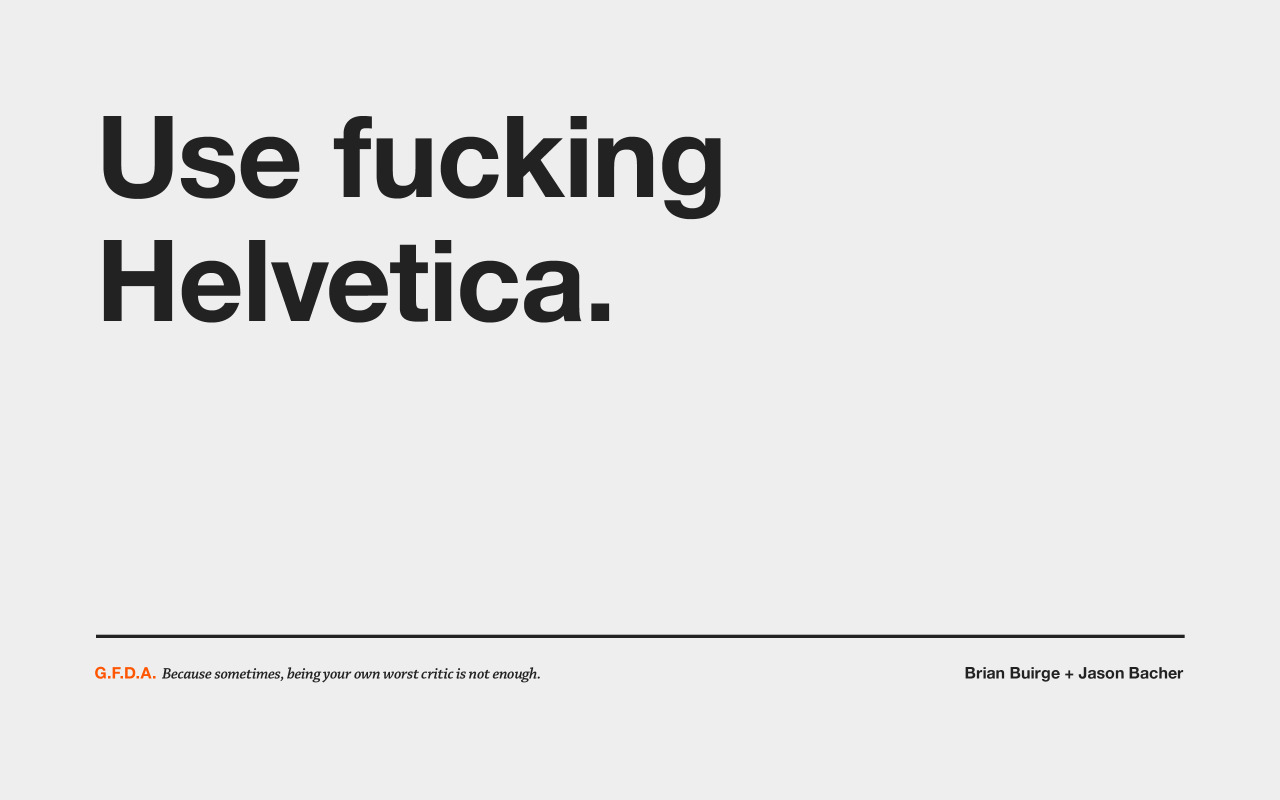 Use fucking
Helvetica.
G.F.D.A. Because sometimes, being your own worst critic is not enough.
Brian Buirge + Jason Bacher